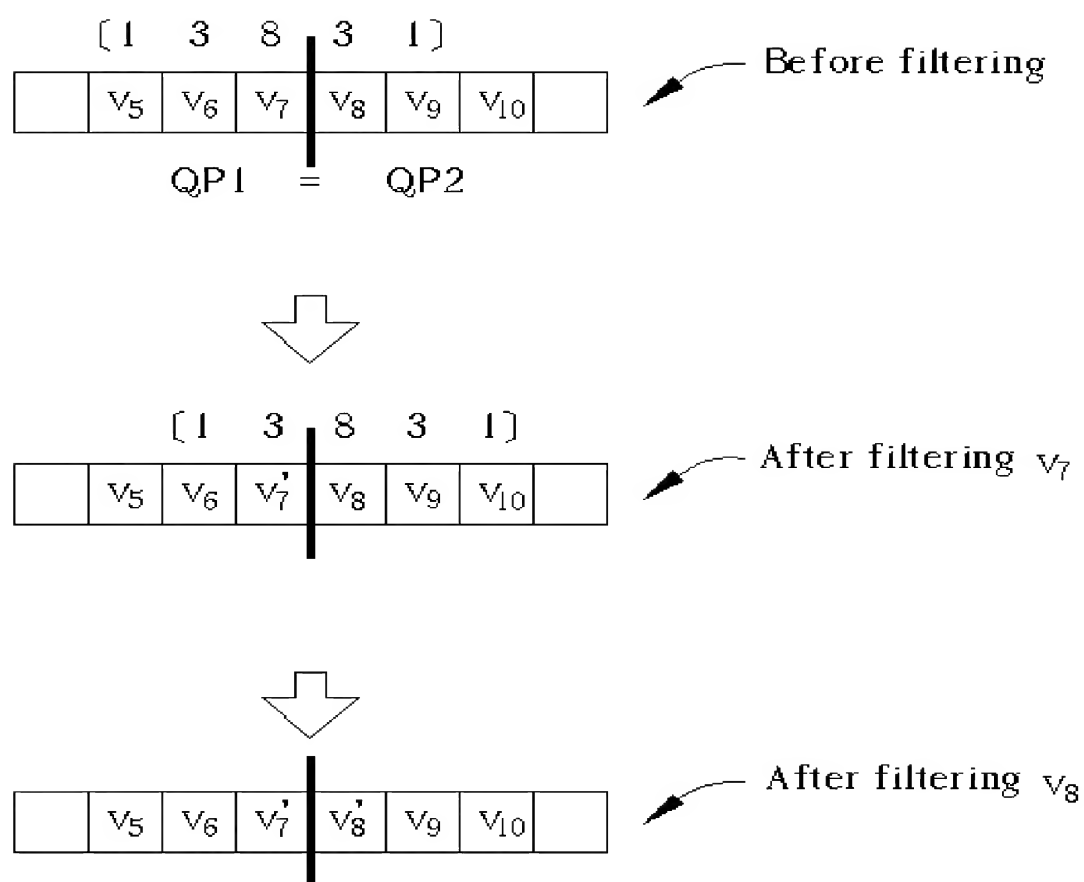 [1 3 8 3 1]
Before filtering
V5 V6 V7 V8 V9 V10
QP1 = QP2
[1 3 8 3 1]
After filtering V7
V5 V6 V7' V8 V9 V10
After filtering V8
V5 V6 V7' V8' V9 V10